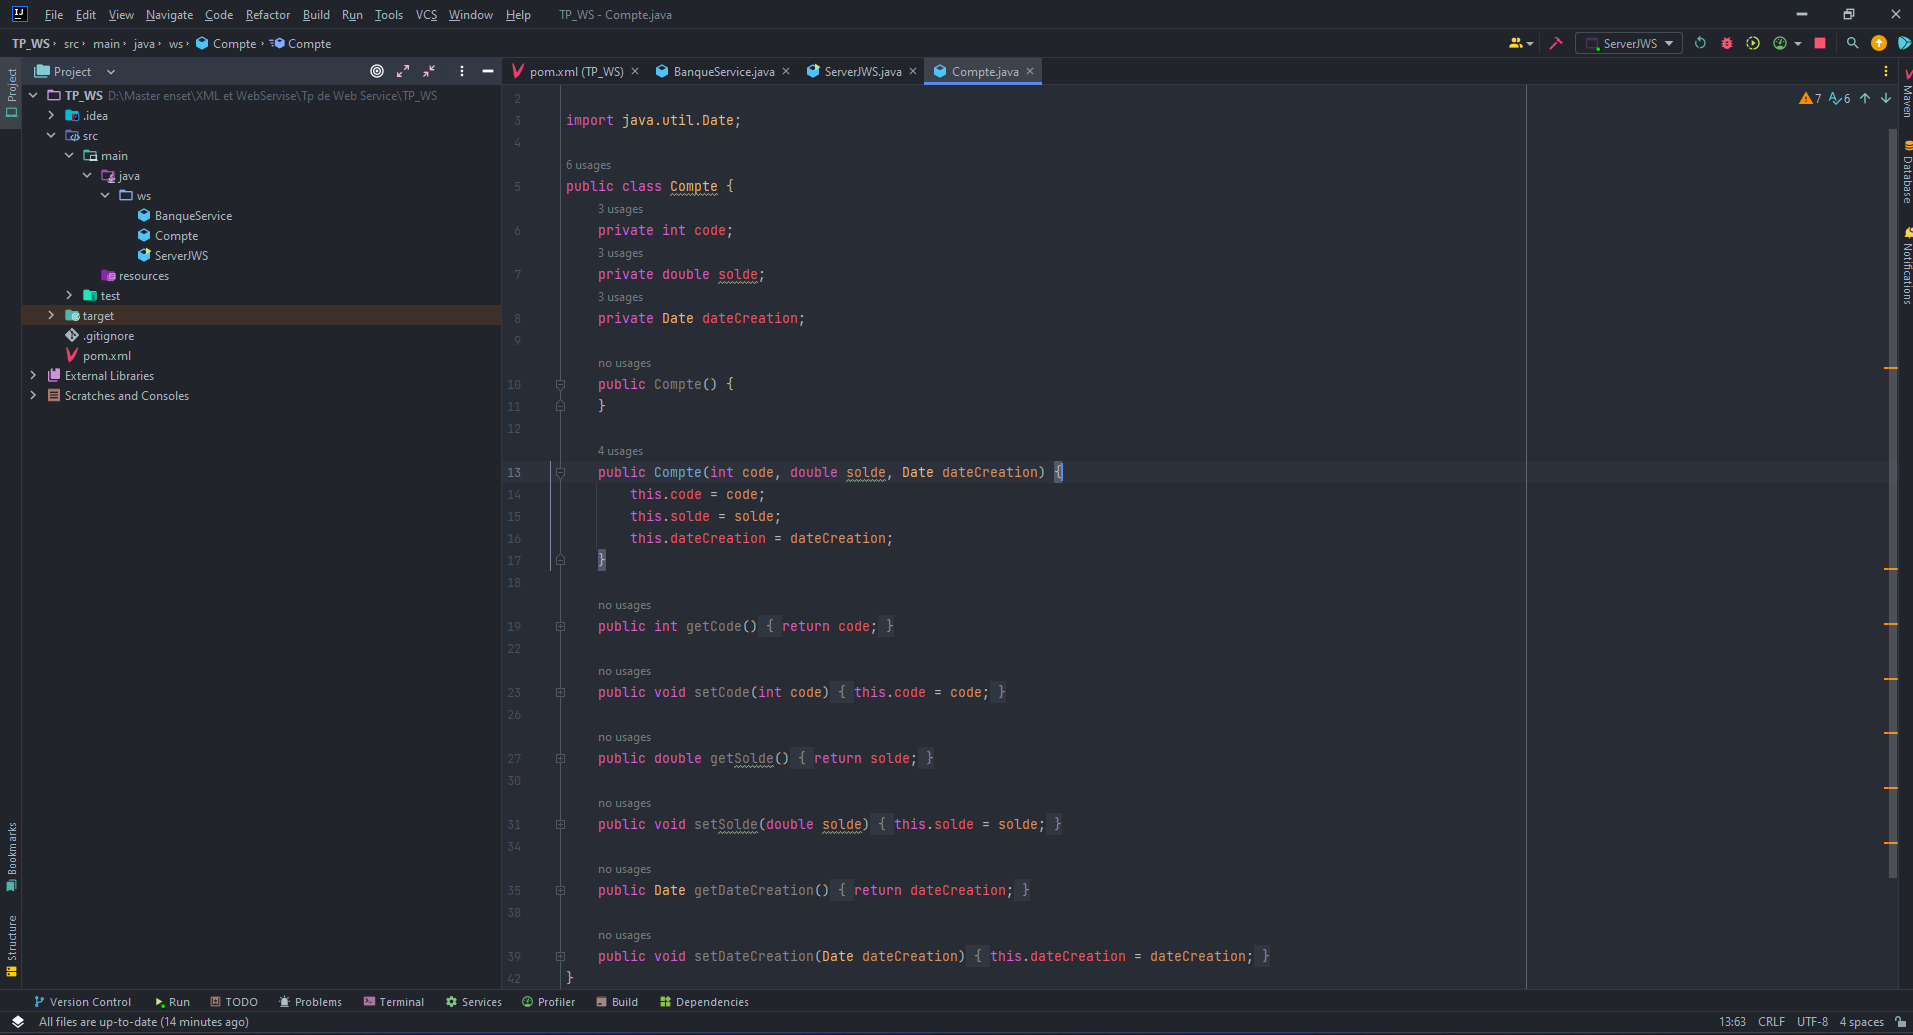 File Edit View Navigate Code Refactor Build Run Tools VCS Window Help TP_WS - Compte.java
TP_WS src main java ws Compte Compte
ServerJWS
Project
Project
TP_WS D:\Master enset\XML et WebServise\Tp de Web Service\TP_WS
.idea
src
main
java
ws
BanqueService
Compte
ServerJWS
resources
test
target
.gitignore
pom.xml
External Libraries
Scratches and Consoles
Bookmarks
Structure
pom.xml (TP_WS) BanqueService.java ServerJWS.java Compte.java
7 6
2
3 import java.util.Date;
4
6 usages
5 public class Compte {
3 usages
6 private int code;
3 usages
7 private double solde;
3 usages
8 private Date dateCreation;
9
no usages
10 public Compte() {
11 }
12
4 usages
13 public Compte(int code, double solde, Date dateCreation) {
14 this.code = code;
15 this.solde = solde;
16 this.dateCreation = dateCreation;
17 }
18
no usages
19 public int getCode() { return code; }
22
no usages
23 public void setCode(int code) { this.code = code; }
26
no usages
27 public double getSolde() { return solde; }
30
no usages
31 public void setSolde(double solde) { this.solde = solde; }
34
no usages
35 public Date getDateCreation() { return dateCreation; }
38
no usages
39 public void setDateCreation(Date dateCreation) { this.dateCreation = dateCreation; }
42 }
Maven
Database
Notifications
Version Control Run TODO Problems Terminal Services Profiler Build Dependencies
All files are up-to-date (14 minutes ago) 13:63 CRLF UTF-8 4 spaces